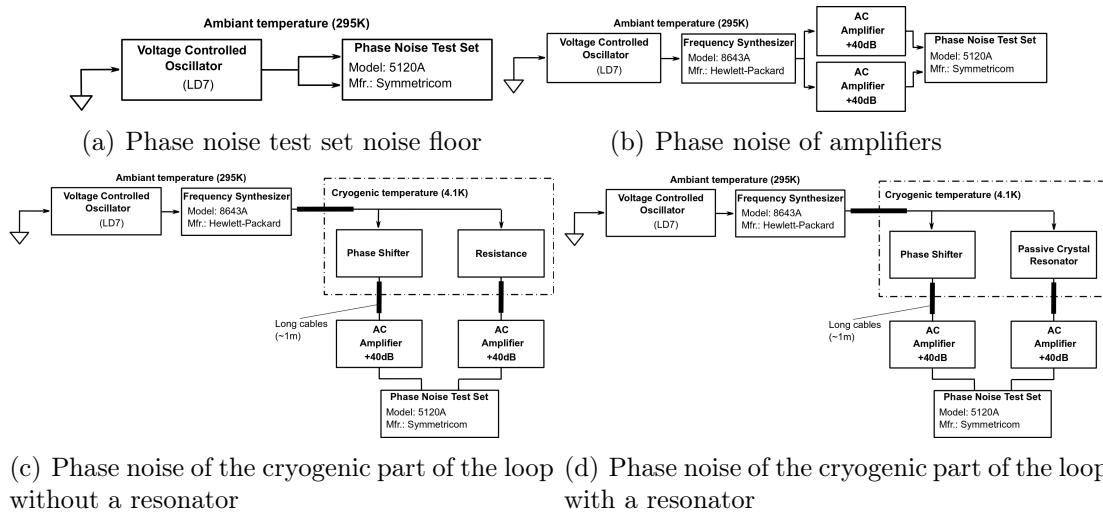 Ambiant temperature (295K)
Voltage Controlled
Oscillator
(LD7)
Phase Noise Test Set
Model: 5120A
Mfr.: Symmetricom
(a) Phase noise test set noise floor
Ambiant temperature (295K)
Voltage Controlled
Oscillator
(LD7)
Frequency Synthesizer
Model: 8643A
Mfr.: Hewlett-Packard
AC
Amplifier
+40dB
AC
Amplifier
+40dB
Phase Noise Test Set
Model: 5120A
Mfr.: Symmetricom
(b) Phase noise of amplifiers
Ambiant temperature (295K)
Voltage Controlled
Oscillator
(LD7)
Frequency Synthesizer
Model: 8643A
Mfr.: Hewlett-Packard
Cryogenic temperature (4.1K)
Phase Shifter
Resistance
Long cables
(~1m)
AC
Amplifier
+40dB
AC
Amplifier
+40dB
Phase Noise Test Set
Model: 5120A
Mfr.: Symmetricom
(c) Phase noise of the cryogenic part of the loop
without a resonator
Ambiant temperature (295K)
Voltage Controlled
Oscillator
(LD7)
Frequency Synthesizer
Model: 8643A
Mfr.: Hewlett-Packard
Cryogenic temperature (4.1K)
Phase Shifter
Passive Crystal
Resonator
Long cables
(~1m)
AC
Amplifier
+40dB
AC
Amplifier
+40dB
Phase Noise Test Set
Model: 5120A
Mfr.: Symmetricom
(d) Phase noise of the cryogenic part of the loop
with a resonator